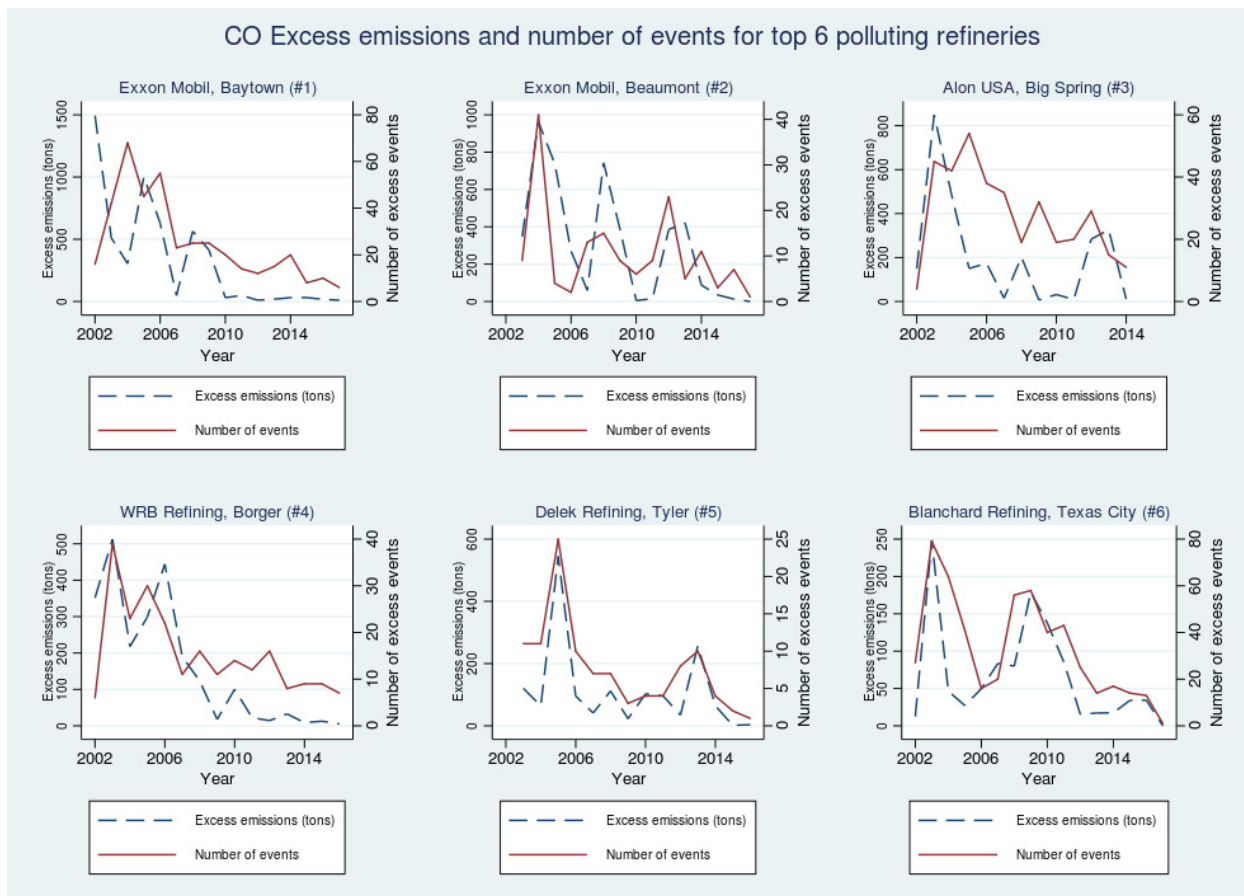 CO Excess emissions and number of events for top 6 polluting refineries
Exxon Mobil, Baytown (#1)
Excess emissions (tons)
0 500 1000 1500
Number of excess events
0 20 40 60 80
2002 2006 2010 2014
Year
Excess emissions (tons)
Number of events
Exxon Mobil, Beaumont (#2)
Excess emissions (tons)
0 200 400 600 800 1000
Number of excess events
0 10 20 30 40
2002 2006 2010 2014
Year
Excess emissions (tons)
Number of events
Alon USA, Big Spring (#3)
Excess emissions (tons)
0 200 400 600 800
Number of excess events
0 20 40 60
2002 2006 2010 2014
Year
Excess emissions (tons)
Number of events
WRB Refining, Borger (#4)
Excess emissions (tons)
0 100 200 300 400 500
Number of excess events
0 10 20 30 40
2002 2006 2010 2014
Year
Excess emissions (tons)
Number of events
Delek Refining, Tyler (#5)
Excess emissions (tons)
0 200 400 600
Number of excess events
0 5 10 15 20 25
2002 2006 2010 2014
Year
Excess emissions (tons)
Number of events
Blanchard Refining, Texas City (#6)
Excess emissions (tons)
0 50 100 150 200 250
Number of excess events
0 20 40 60 80
2002 2006 2010 2014
Year
Excess emissions (tons)
Number of events